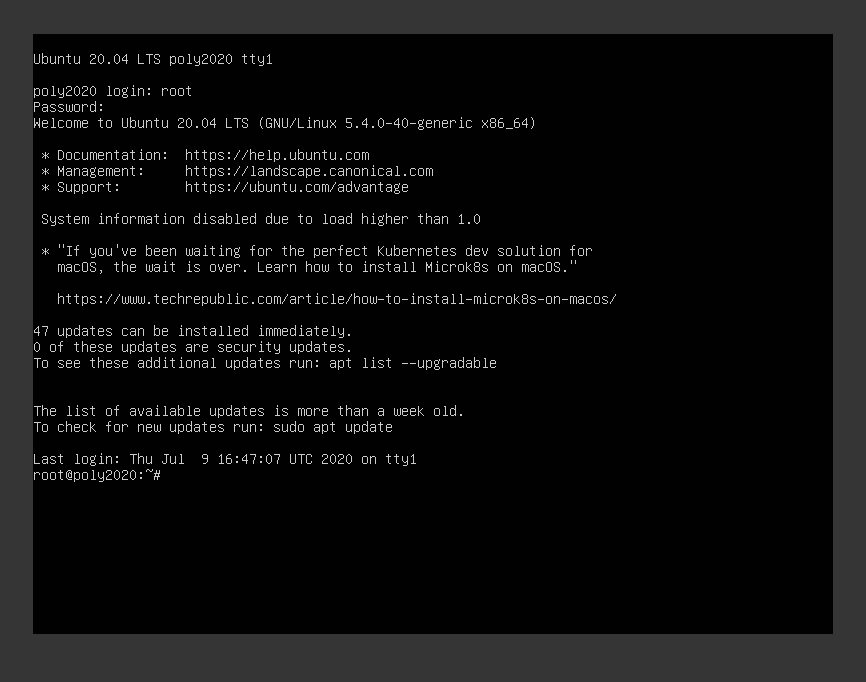 Ubuntu 20.04 LTS poly2020 tty1
poly2020 login: root
Password:
Welcome to Ubuntu 20.04 LTS (GNU/Linux 5.4.0-40-generic x86_64)
* Documentation:  https://help.ubuntu.com
* Management:     https://landscape.canonical.com
* Support:        https://ubuntu.com/advantage
System information disabled due to load higher than 1.0
* "If you've been waiting for the perfect Kubernetes dev solution for
macOS, the wait is over. Learn how to install Microk8s on macOS."
https://www.techrepublic.com/article/how-to-install-microk8s-on-macos/
47 updates can be installed immediately.
0 of these updates are security updates.
To see these additional updates run: apt list --upgradable
The list of available updates is more than a week old.
To check for new updates run: sudo apt update
Last login: Thu Jul  9 16:47:07 UTC 2020 on tty1
root@poly2020:~#